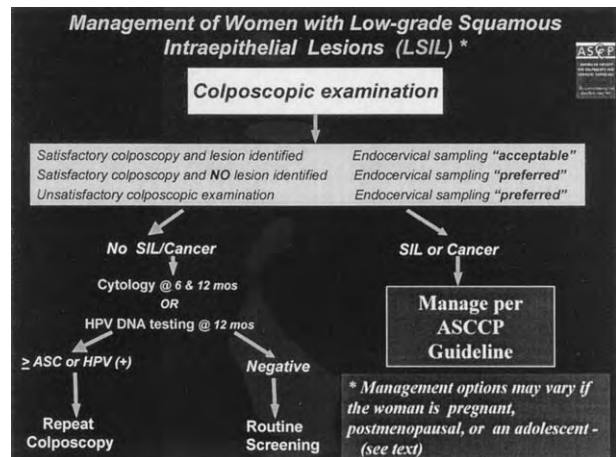 Management of Women with Low-grade Squamous
Intraepithelial Lesions (LSIL) *
ASCCP
Colposcopic examination
Satisfactory colposcopy and lesion identified Endocervical sampling “acceptable”
Satisfactory colposcopy and NO lesion identified Endocervical sampling “preferred”
Unsatisfactory colposcopic examination Endocervical sampling “preferred”
No SIL/Cancer
SIL or Cancer
Cytology @ 6 & 12 mos
OR
HPV DNA testing @ 12 mos
Manage per
ASCCP
Guideline
≥ ASC or HPV (+)
Negative
Repeat
Colposcopy
Routine
Screening
* Management options may vary if
the woman is pregnant,
postmenopausal, or an adolescent -
(see text)